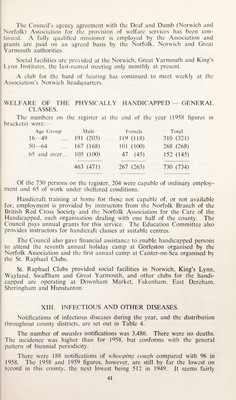 The Council's agency agreement with the Deaf and Dumb (Norwich and
Norfolk) Association for the provision of welfare services has been con-
tinued. A fully qualified missioner is employed by the Association and
grants are paid on an agreed basis by the Norfolk, Norwich and Great
Yarmouth authorities.
Social facilities are provided at the Norwich, Great Yarmouth and King's
Lynn Institutes, the last-named meeting only monthly at present.
A club for the hard of hearing has continued to meet weekly at the
Association's Norwich headquarters.
WELFARE OF THE PHYSICALLY HANDICAPPED — GENERAL
CLASSES.
The numbers on the register at the end of the year (1958 figures in
brackets) were:—
Age Group Male Female Total
16—49 ... 191 (203) 119 (118) 310 (321)
50—64 ... 167 (168) 101 (100) 268 (268)
65 and over... 105 (100) 47 (45) 152 (145)
463 (471) 267 (263) 730 (734)
Of the 730 persons on the register, 204 were capable of ordinary employ-
ment and 65 of work under sheltered conditions.
Handicraft training at home for those not capable of, or not available
for, employment is provided by instructors from the Norfolk Branch of the
British Red Cross Society and the Norfolk Association for the Care of the
Handicapped, each organisation dealing with one half of the county. The
Council pays annual grants for this service. The Education Committee also
provides instructors for handicraft classes at suitable centres.
The Council also gave financial assistance to enable handicapped persons
to attend the seventh annual holiday camp at Gorleston organised by the
Norfolk Association and the first annual camp at Caister-on-Sea organised by
the St. Raphael Clubs.
St. Raphael Clubs provided social facilities in Norwich, King's Lynn,
Wayland, Swaffham and Great Yarmouth, and other clubs for the handi-
capped are operating at Downham Market, Fakenham, East Dereham,
Sheringham and Hunstanton.
XIII. INFECTIOUS AND OTHER DISEASES.
Notifications of infectious diseases during the year, and the distribution
throughout county districts, are set out in Table 4.
The number of measles notifications was 3,486. There were no deaths.
The incidence was higher than for 1958, but conforms with the general
pattern of biennial periodicity.
There were 188 notifications of whooping cough compared with 96 in
1958. The 1958 and 1959 figures, however, are still by far the lowest on
record in this county, the next lowest being 512 in 1949. It seems fairly
41